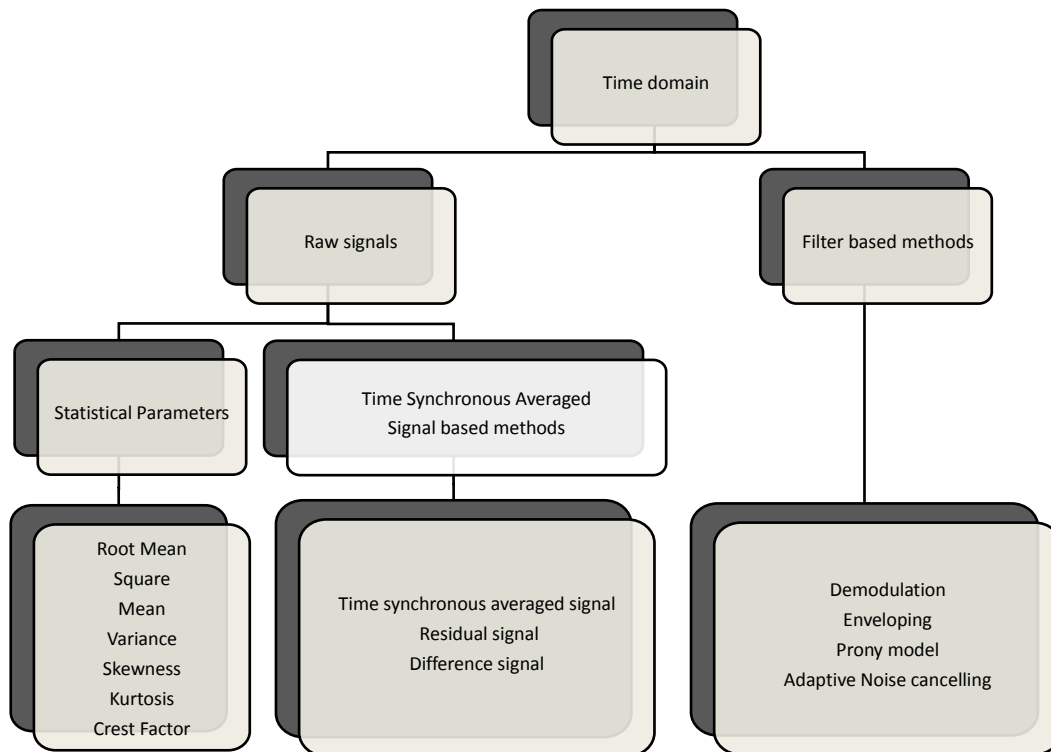 Time domain
Raw signals
Filter based methods
Statistical Parameters
Time Synchronous Averaged
Signal based methods
Root Mean
Square
Mean
Variance
Skewness
Kurtosis
Crest Factor
Time synchronous averaged signal
Residual signal
Difference signal
Demodulation
Enveloping
Prony model
Adaptive Noise cancelling